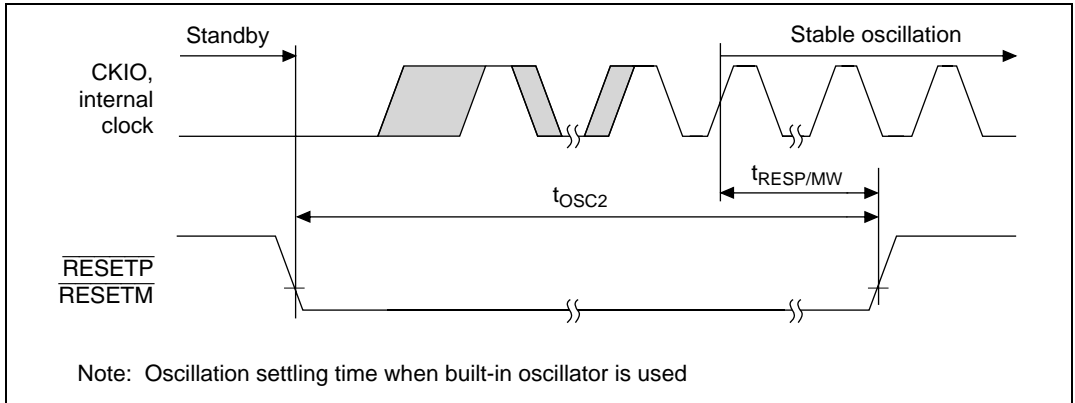 Standby
Stable oscillation
CKIO,
internal
clock
tRESP/MW
tOSC2
RESETP
RESETM
Note: Oscillation settling time when built-in oscillator is used